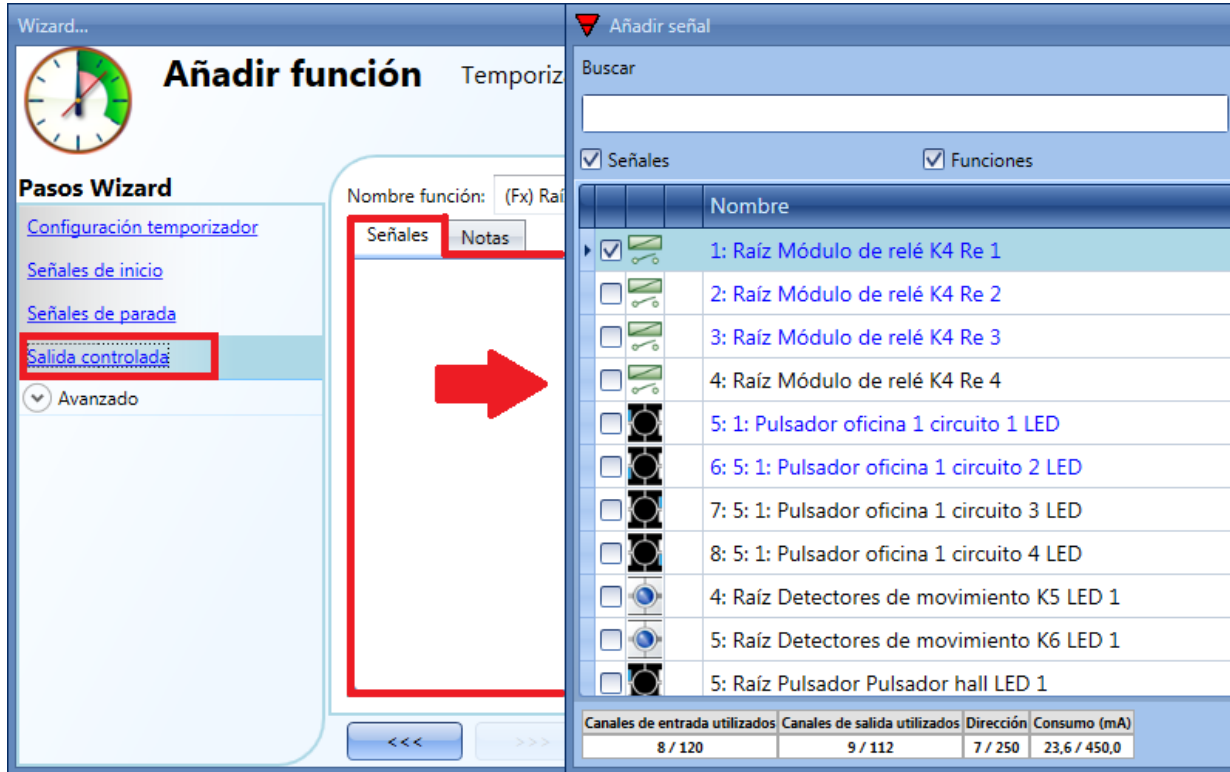 Wizard...
Añadir función
Temporiz
Pasos Wizard
Configuración temporizador
Señales de inicio
Señales de parada
Salida controlada
Avanzado
Nombre función:
(Fx) Raí
Señales
Notas
<<<
>>>
Añadir señal
Buscar
Señales
Funciones
Nombre
1: Raíz Módulo de relé K4 Re 1
2: Raíz Módulo de relé K4 Re 2
3: Raíz Módulo de relé K4 Re 3
4: Raíz Módulo de relé K4 Re 4
5: 1: Pulsador oficina 1 circuito 1 LED
6: 5: 1: Pulsador oficina 1 circuito 2 LED
7: 5: 1: Pulsador oficina 1 circuito 3 LED
8: 5: 1: Pulsador oficina 1 circuito 4 LED
4: Raíz Detectores de movimiento K5 LED 1
5: Raíz Detectores de movimiento K6 LED 1
5: Raíz Pulsador Pulsador hall LED 1
Canales de entrada utilizados Canales de salida utilizados Dirección Consumo (mA)
8 / 120 9 / 112 7 / 250 23,6 / 450,0